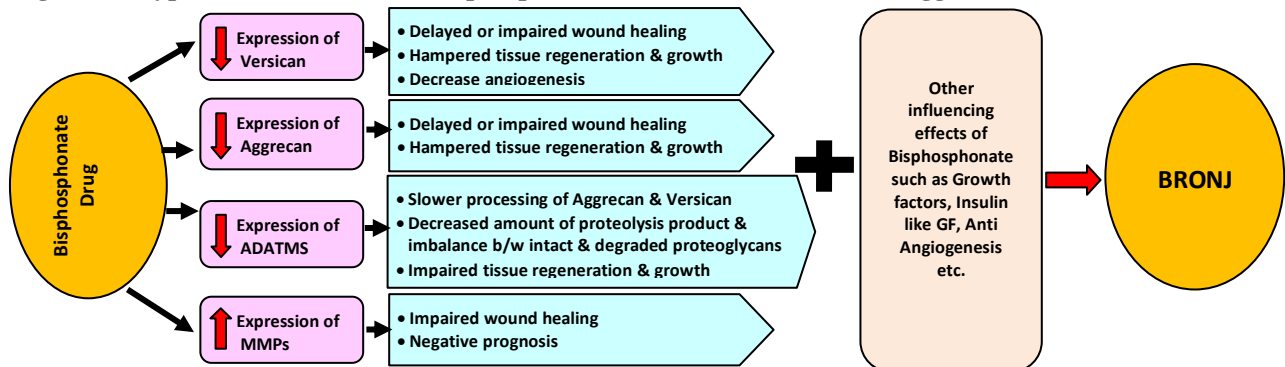 Bisphosphonate
Drug
Expression of
Versican
• Delayed or impaired wound healing
• Hampered tissue regeneration & growth
• Decrease angiogenesis
Expression of
Aggrecan
• Delayed or impaired wound healing
• Hampered tissue regeneration & growth
Expression of
ADATMS
• Slower processing of Aggrecan & Versican
• Decreased amount of proteolysis product &
imbalance b/w intact & degraded proteoglycans
• Impaired tissue regeneration & growth
Expression of
MMPs
• Impaired wound healing
• Negative prognosis
Other
influencing
effects of
Bisphosphonate
such as Growth
factors, Insulin
like GF, Anti
Angiogenesis
etc.
BRONJ